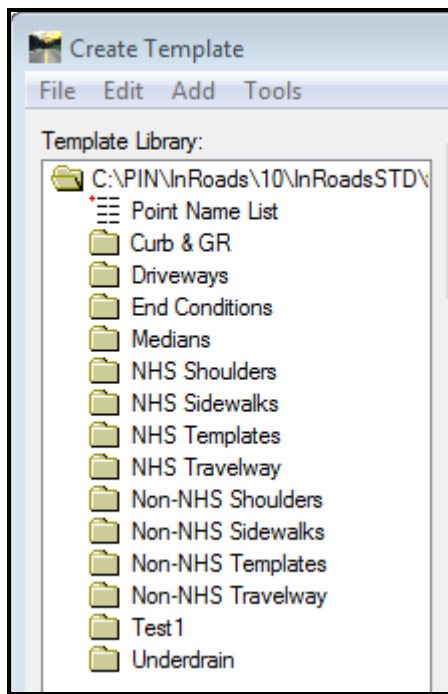 Create Template
File Edit Add Tools
Template Library:
C:\PIN\InRoads\10\InRoadsSTD\
Point Name List
Curb & GR
Driveways
End Conditions
Medians
NHS Shoulders
NHS Sidewalks
NHS Templates
NHS Travelway
Non-NHS Shoulders
Non-NHS Sidewalks
Non-NHS Templates
Non-NHS Travelway
Test1
Underdrain